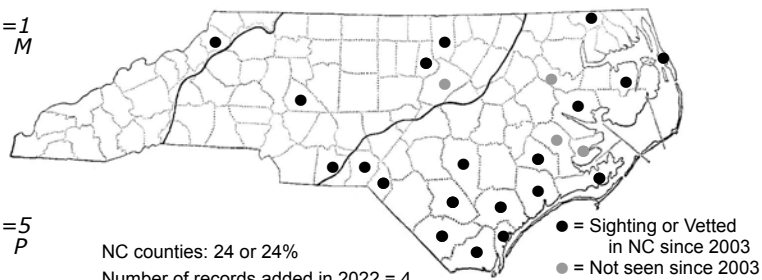 =1
M
=5
P
NC counties: 24 or 24%
Number of records added in 2022 = 4
● = Sighting or Vetted
in NC since 2003
● = Not seen since 2003